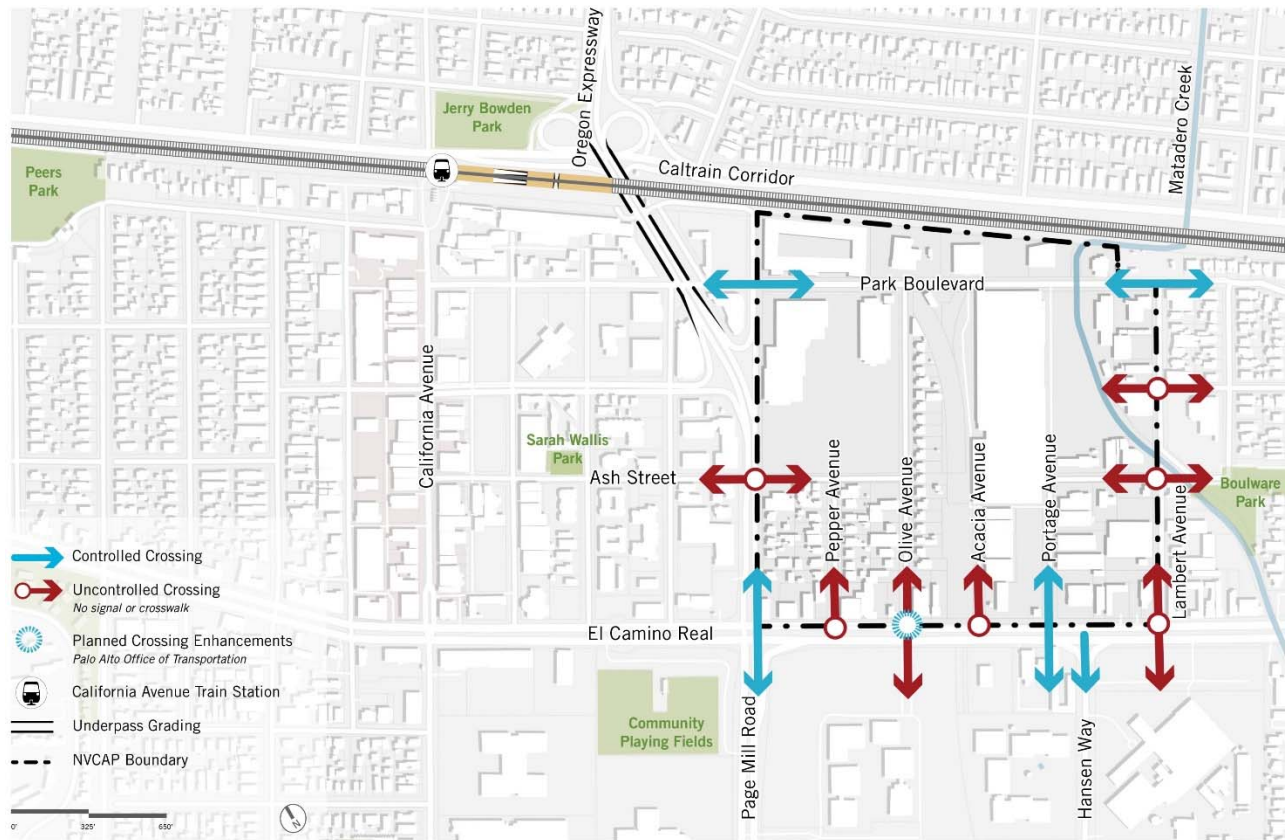 Jerry Bowden
Park
Oregon Expressway
Matadero Creek
Peers
Park
Caltrain Corridor
Park Boulevard
California Avenue
Sarah Wallis
Park
Ash Street
Pepper Avenue
Olive Avenue
Acacia Avenue
Portage Avenue
Lambert Avenue
Boulware
Park
El Camino Real
Community
Playing Fields
Page Mill Road
Hansen Way
Controlled Crossing
Uncontrolled Crossing
No signal or crosswalk
Planned Crossing Enhancements
Palo Alto Office of Transportation
California Avenue Train Station
Underpass Grading
NVCAP Boundary
0' 325' 650'
N